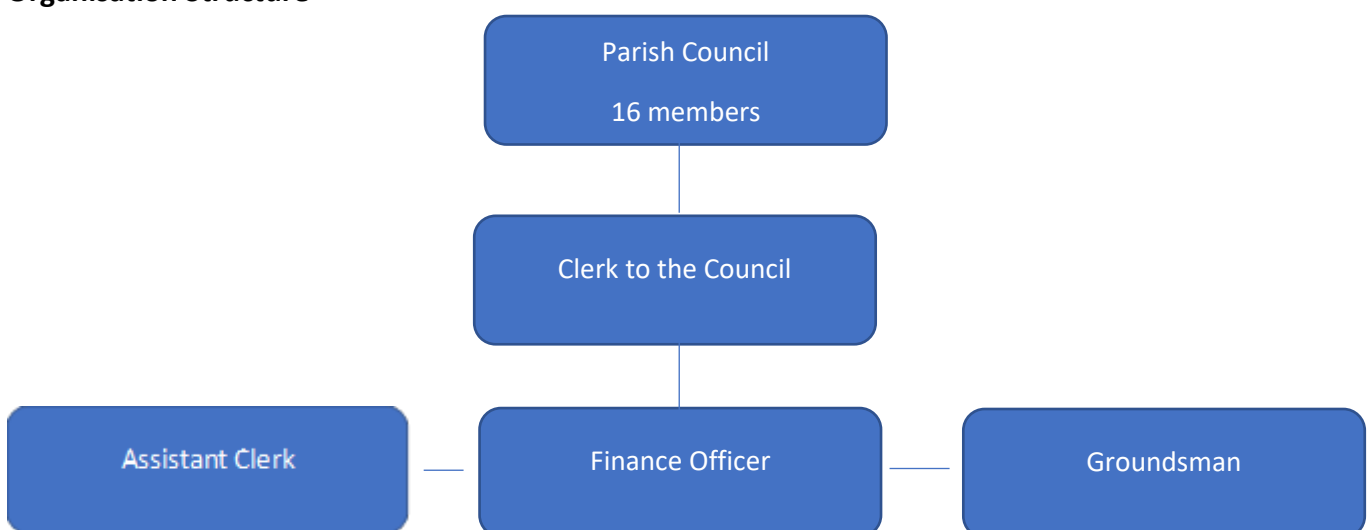 Organisation Structure
Parish Council
16 members
Clerk to the Council
Assistant Clerk
Finance Officer
Groundsman